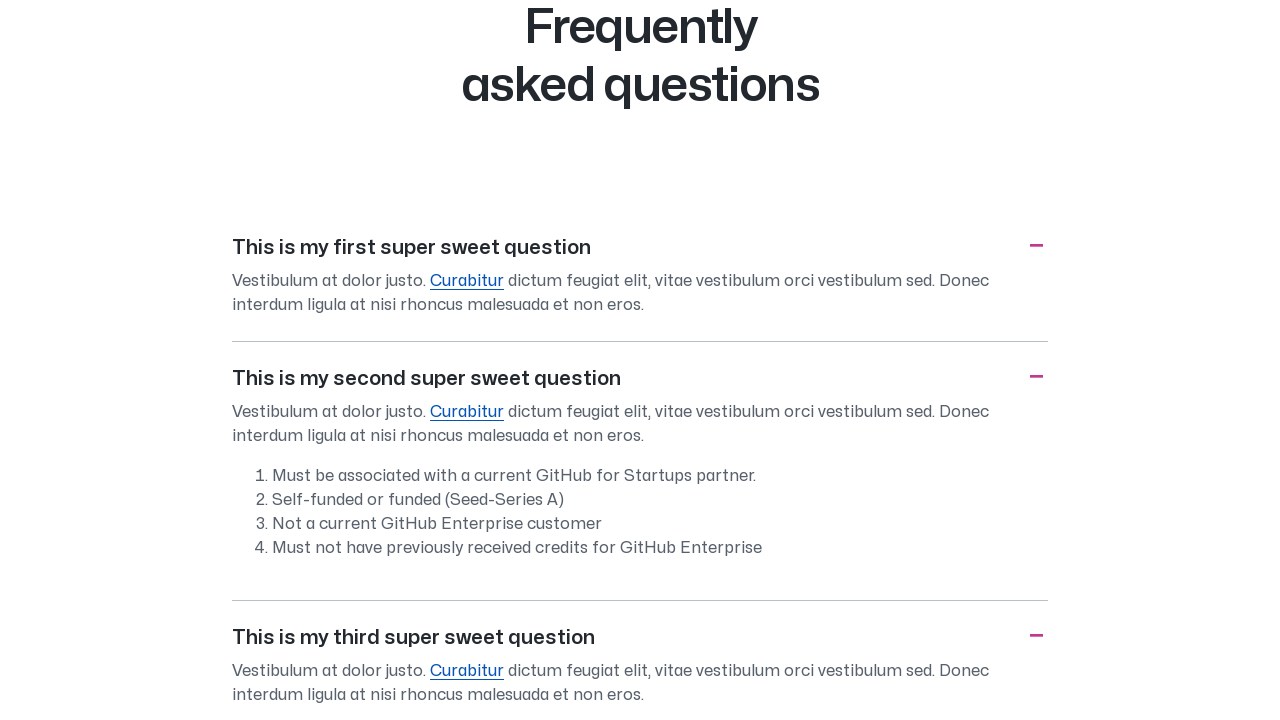 Frequently
asked questions
This is my first super sweet question
Vestibulum at dolor justo. Curabitur dictum feugiat elit, vitae vestibulum orci vestibulum sed. Donec
interdum ligula at nisi rhoncus malesuada et non eros.
This is my second super sweet question
Vestibulum at dolor justo. Curabitur dictum feugiat elit, vitae vestibulum orci vestibulum sed. Donec
interdum ligula at nisi rhoncus malesuada et non eros.
1. Must be associated with a current GitHub for Startups partner.
2. Self-funded or funded (Seed-Series A)
3. Not a current GitHub Enterprise customer
4. Must not have previously received credits for GitHub Enterprise
This is my third super sweet question
Vestibulum at dolor justo. Curabitur dictum feugiat elit, vitae vestibulum orci vestibulum sed. Donec
interdum ligula at nisi rhoncus malesuada et non eros.